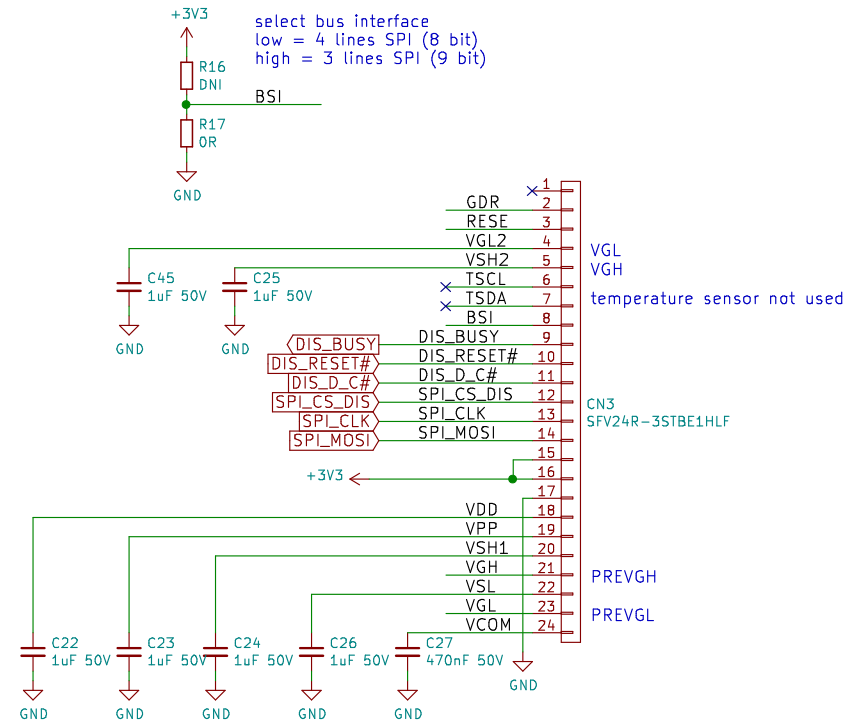 +3V3
select bus interface
low = 4 lines SPI (8 bit)
high = 3 lines SPI (9 bit)
R16
DNI
BSI
R17
0R
GND
1
GDR 2
RESE 3
VGL2 4 VGL
VSH2 5 VGH
TSCL 6
TSDA 7 temperature sensor not used
BSI 8
C45
1uF 50V
GND
C25
1uF 50V
GND
DIS_BUSY DIS_BUSY 9
DIS_RESET# DIS_RESET# 10
DIS_D_C# DIS_D_C# 11
SPI_CS_DIS SPI_CS_DIS 12
SPI_CLK SPI_CLK 13
SPI_MOSI SPI_MOSI 14
CN3
SFV24R-3STBE1HLF
15
+3V3 16
17
VDD 18
VPP 19
VSH1 20
VGH 21 PREVGH
VSL 22
VGL 23 PREVGL
VCOM 24
C22
1uF 50V
GND
C23
1uF 50V
GND
C24
1uF 50V
GND
C26
1uF 50V
GND
C27
470nF 50V
GND
GND